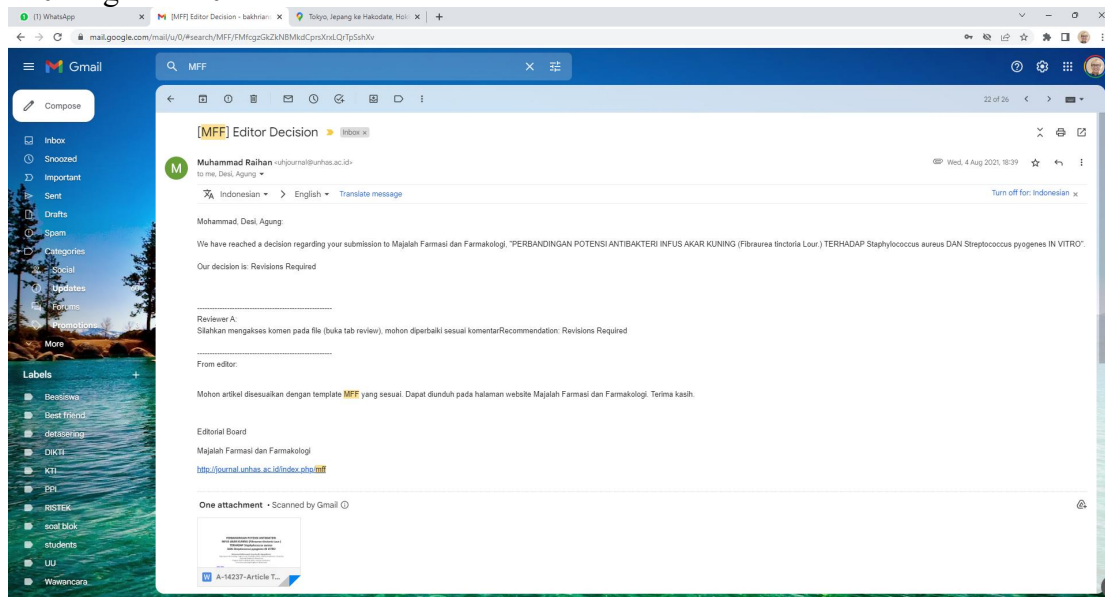 (1) WhatsApp
[MFF] Editor Decision - bakhrian
Tokyo, Jepang ke Hakodate, Hok
mail.google.com/mail/u/0/#search/MFF/FMfcgzGkZkNBMkdCprsXrxLQrTpSshXv
Gmail
MFF
Compose
22 of 26
Inbox
Snoozed
Important
Sent
Drafts
Spam
Categories
Social
Updates
Forums
Promotions
More
Labels
Beasiswa
Best friend
detasering
DIKTI
KTI
PPI
RISTEK
soal blok
students
UU
Wawancara
[MFF] Editor Decision
Inbox x
M
Muhammad Raihan <uhjournal@unhas.ac.id>
Wed, 4 Aug 2021, 18:39
to me, Desi, Agung
Indonesian > English Translate message
Turn off for: Indonesian x
Mohammad, Desi, Agung:
We have reached a decision regarding your submission to Majalah Farmasi dan Farmakologi, "PERBANDINGAN POTENSI ANTIBAKTERI INFUS AKAR KUNING (Fibraurea tinctoria Lour.) TERHADAP Staphylococcus aureus DAN Streptococcus pyogenes IN VITRO".
Our decision is: Revisions Required
------------------------------------------------------
Reviewer A:
Silahkan mengakses komen pada file (buka tab review), mohon diperbaiki sesuai komentarRecommendation: Revisions Required
------------------------------------------------------
From editor:
Mohon artikel disesuaikan dengan template MFF yang sesuai. Dapat diunduh pada halaman website Majalah Farmasi dan Farmakologi. Terima kasih.
Editorial Board
Majalah Farmasi dan Farmakologi
http://journal.unhas.ac.id/index.php/mff
One attachment • Scanned by Gmail
W A-14237-Article T...